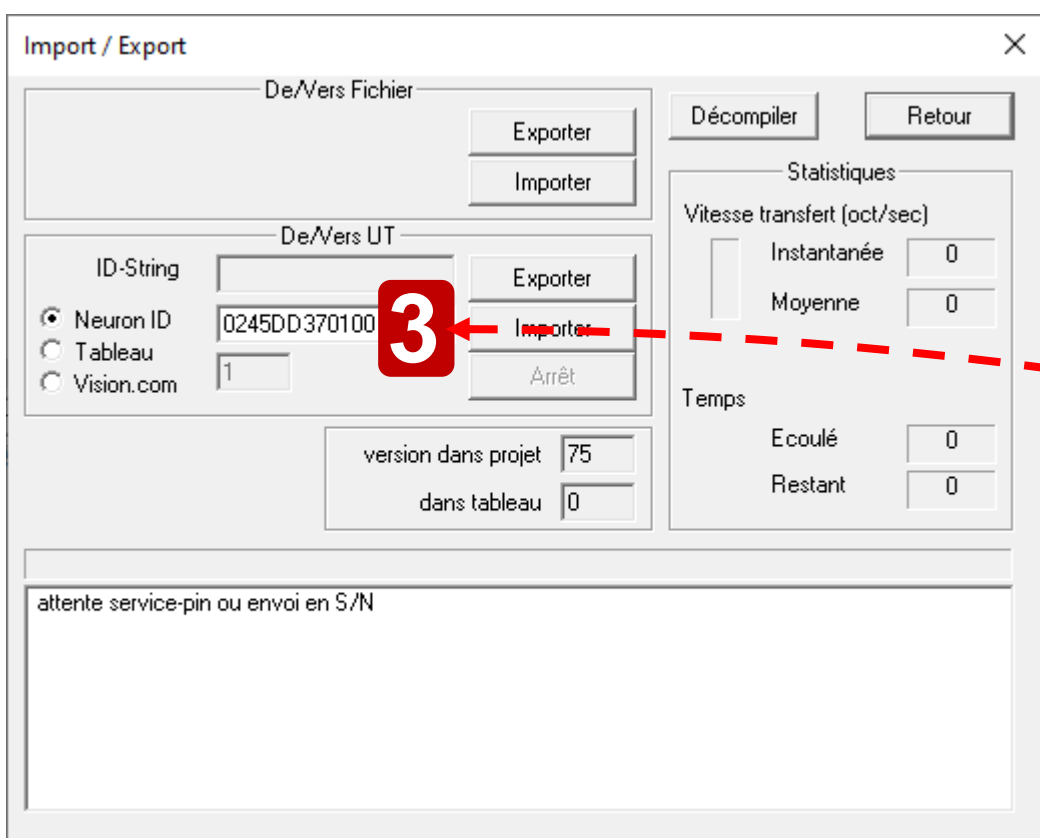 Import / Export
De/Vers Fichier
Exporter
Importer
Décompiler
Retour
De/Vers UT
ID-String
Exporter
Neuron ID
0245DD370100
3
Importer
Tableau
Vision.com
1
Arrêt
version dans projet 75
dans tableau 0
Statistiques
Vitesse transfert (oct/sec)
Instantanée 0
Moyenne 0
Temps
Ecoulé 0
Restant 0
attente service-pin ou envoi en S/N